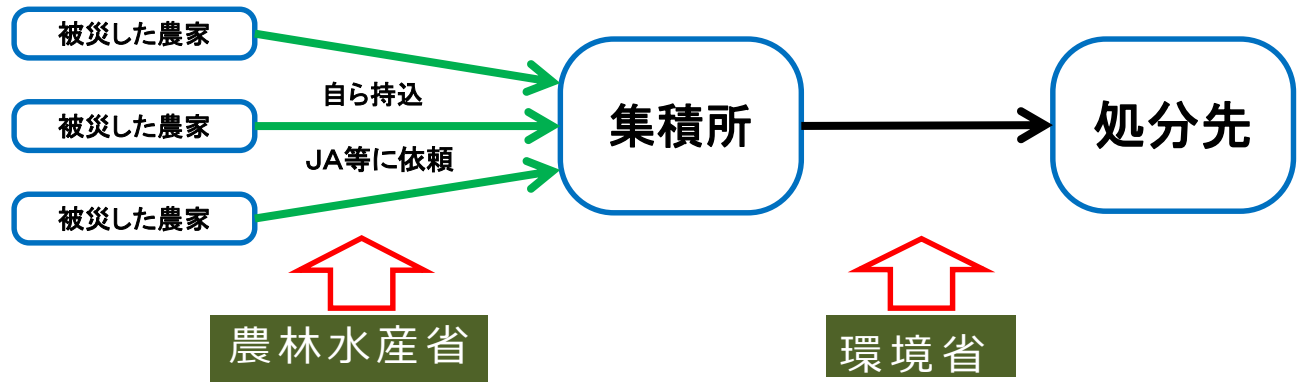 被災した農家
自ら持込
被災した農家
JA等に依頼
被災した農家
集積所
処分先
農林水産省
環境省